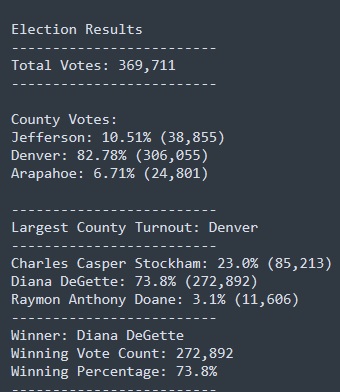 Election Results
-------------------------
Total Votes: 369,711
-------------------------
County Votes:
Jefferson: 10.51% (38,855)
Denver: 82.78% (306,055)
Arapahoe: 6.71% (24,801)
-------------------------
Largest County Turnout: Denver
-------------------------
Charles Casper Stockham: 23.0% (85,213)
Diana DeGette: 73.8% (272,892)
Raymon Anthony Doane: 3.1% (11,606)
-------------------------
Winner: Diana DeGette
Winning Vote Count: 272,892
Winning Percentage: 73.8%
-------------------------